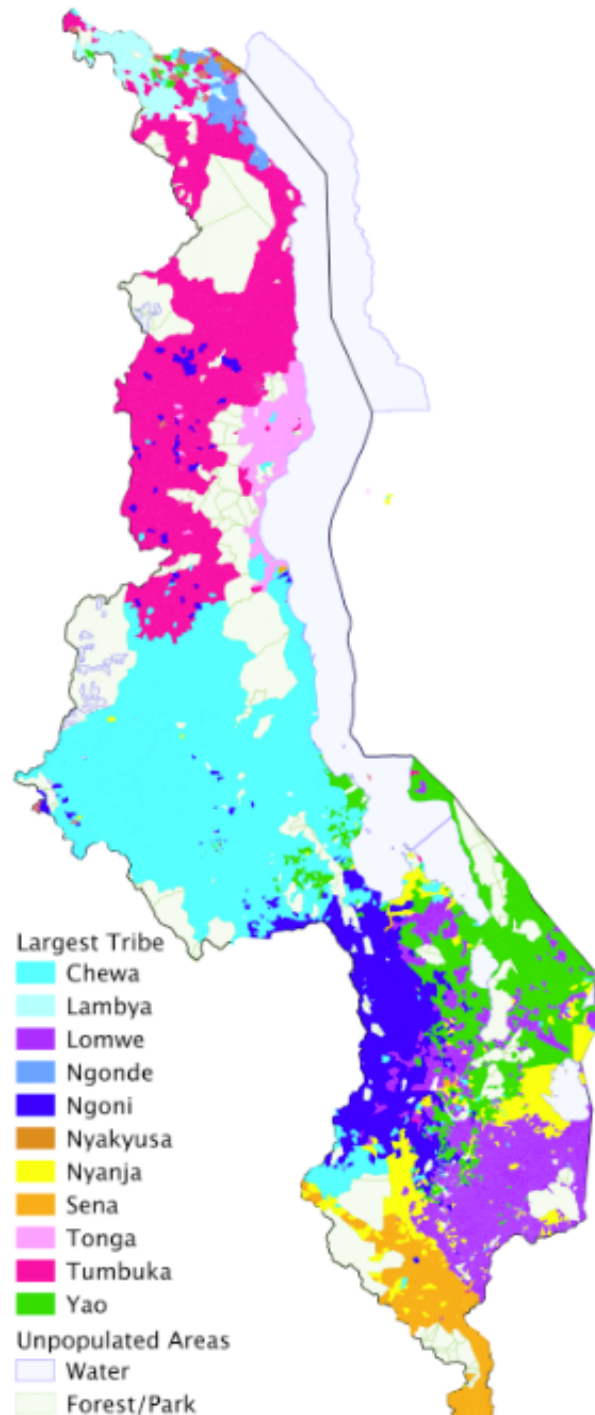 Largest Tribe
Chewa
Lambya
Lomwe
Ngonde
Ngoni
Nyakyusa
Nyanja
Sena
Tonga
Tumbuka
Yao
Unpopulated Areas
Water
Forest/Park